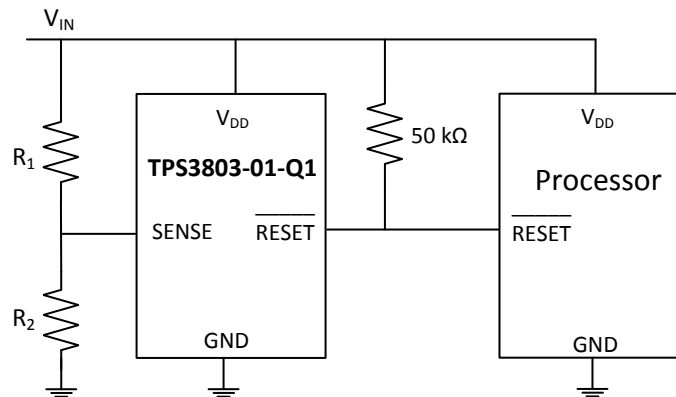 VIN
R1
R2
VDD
TPS3803-01-Q1
SENSE
RESET
GND
50 kΩ
VDD
Processor
RESET
GND